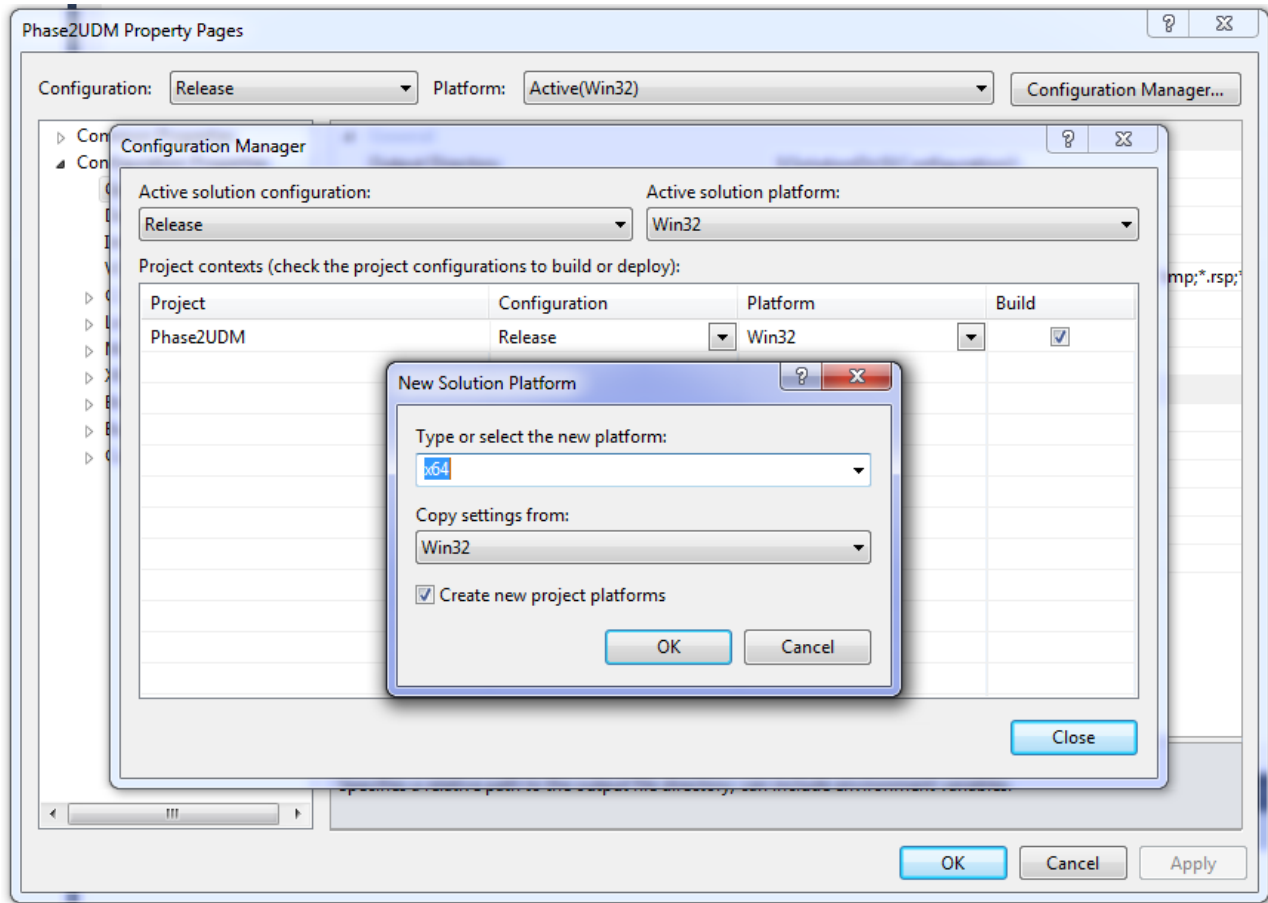 Phase2UDM Property Pages
Configuration: Release Platform: Active(Win32) Configuration Manager...
Configuration Manager
Active solution configuration: Active solution platform:
Release Win32
Project contexts (check the project configurations to build or deploy):
mp;*.rsp;*
Project Configuration Platform Build
Phase2UDM Release Win32
New Solution Platform
Type or select the new platform:
x64
Copy settings from:
Win32
Create new project platforms
OK Cancel
Close
OK Cancel Apply